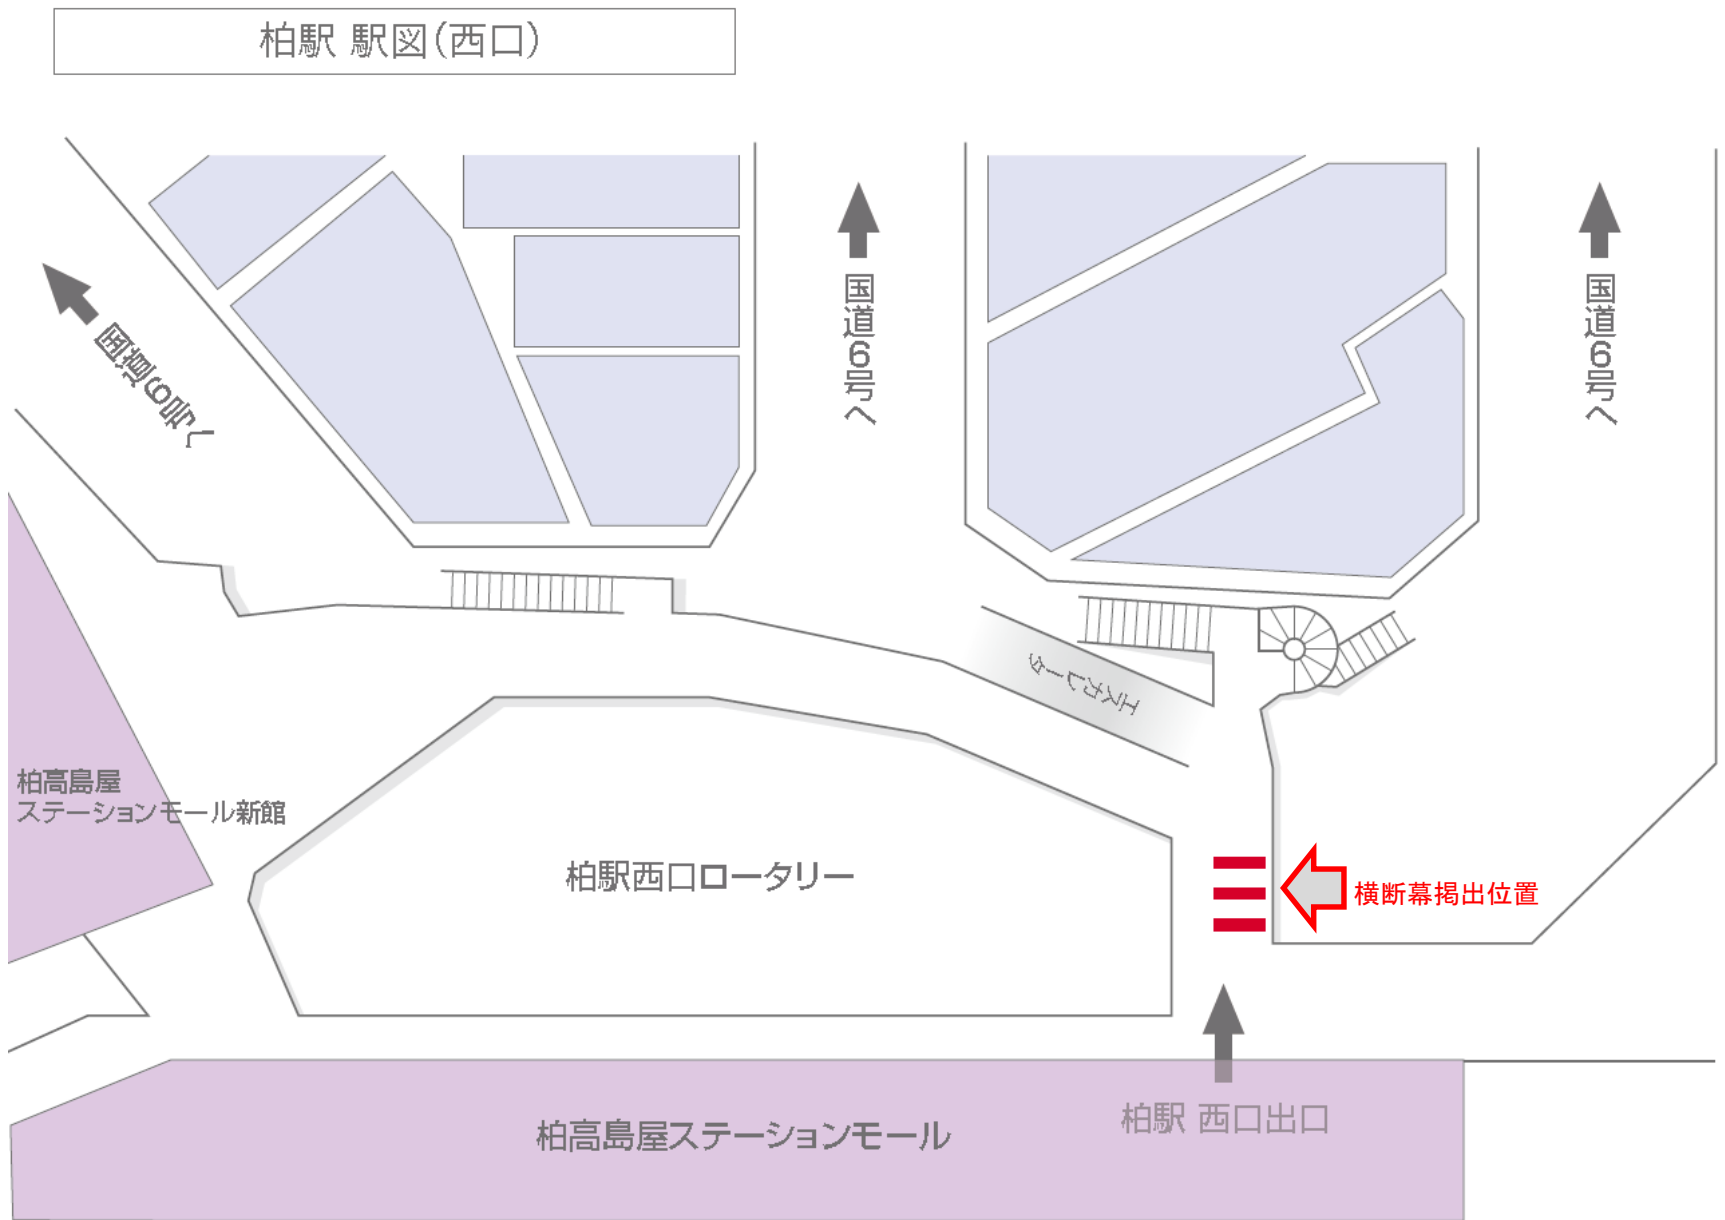 柏駅 駅図(西口)
国道6号へ
国道6号へ
国道6号へ
エスカレータ
柏高島屋
ステーションモール新館
柏駅西口ロータリー
横断幕掲出位置
柏駅 西口出口
柏高島屋ステーションモール